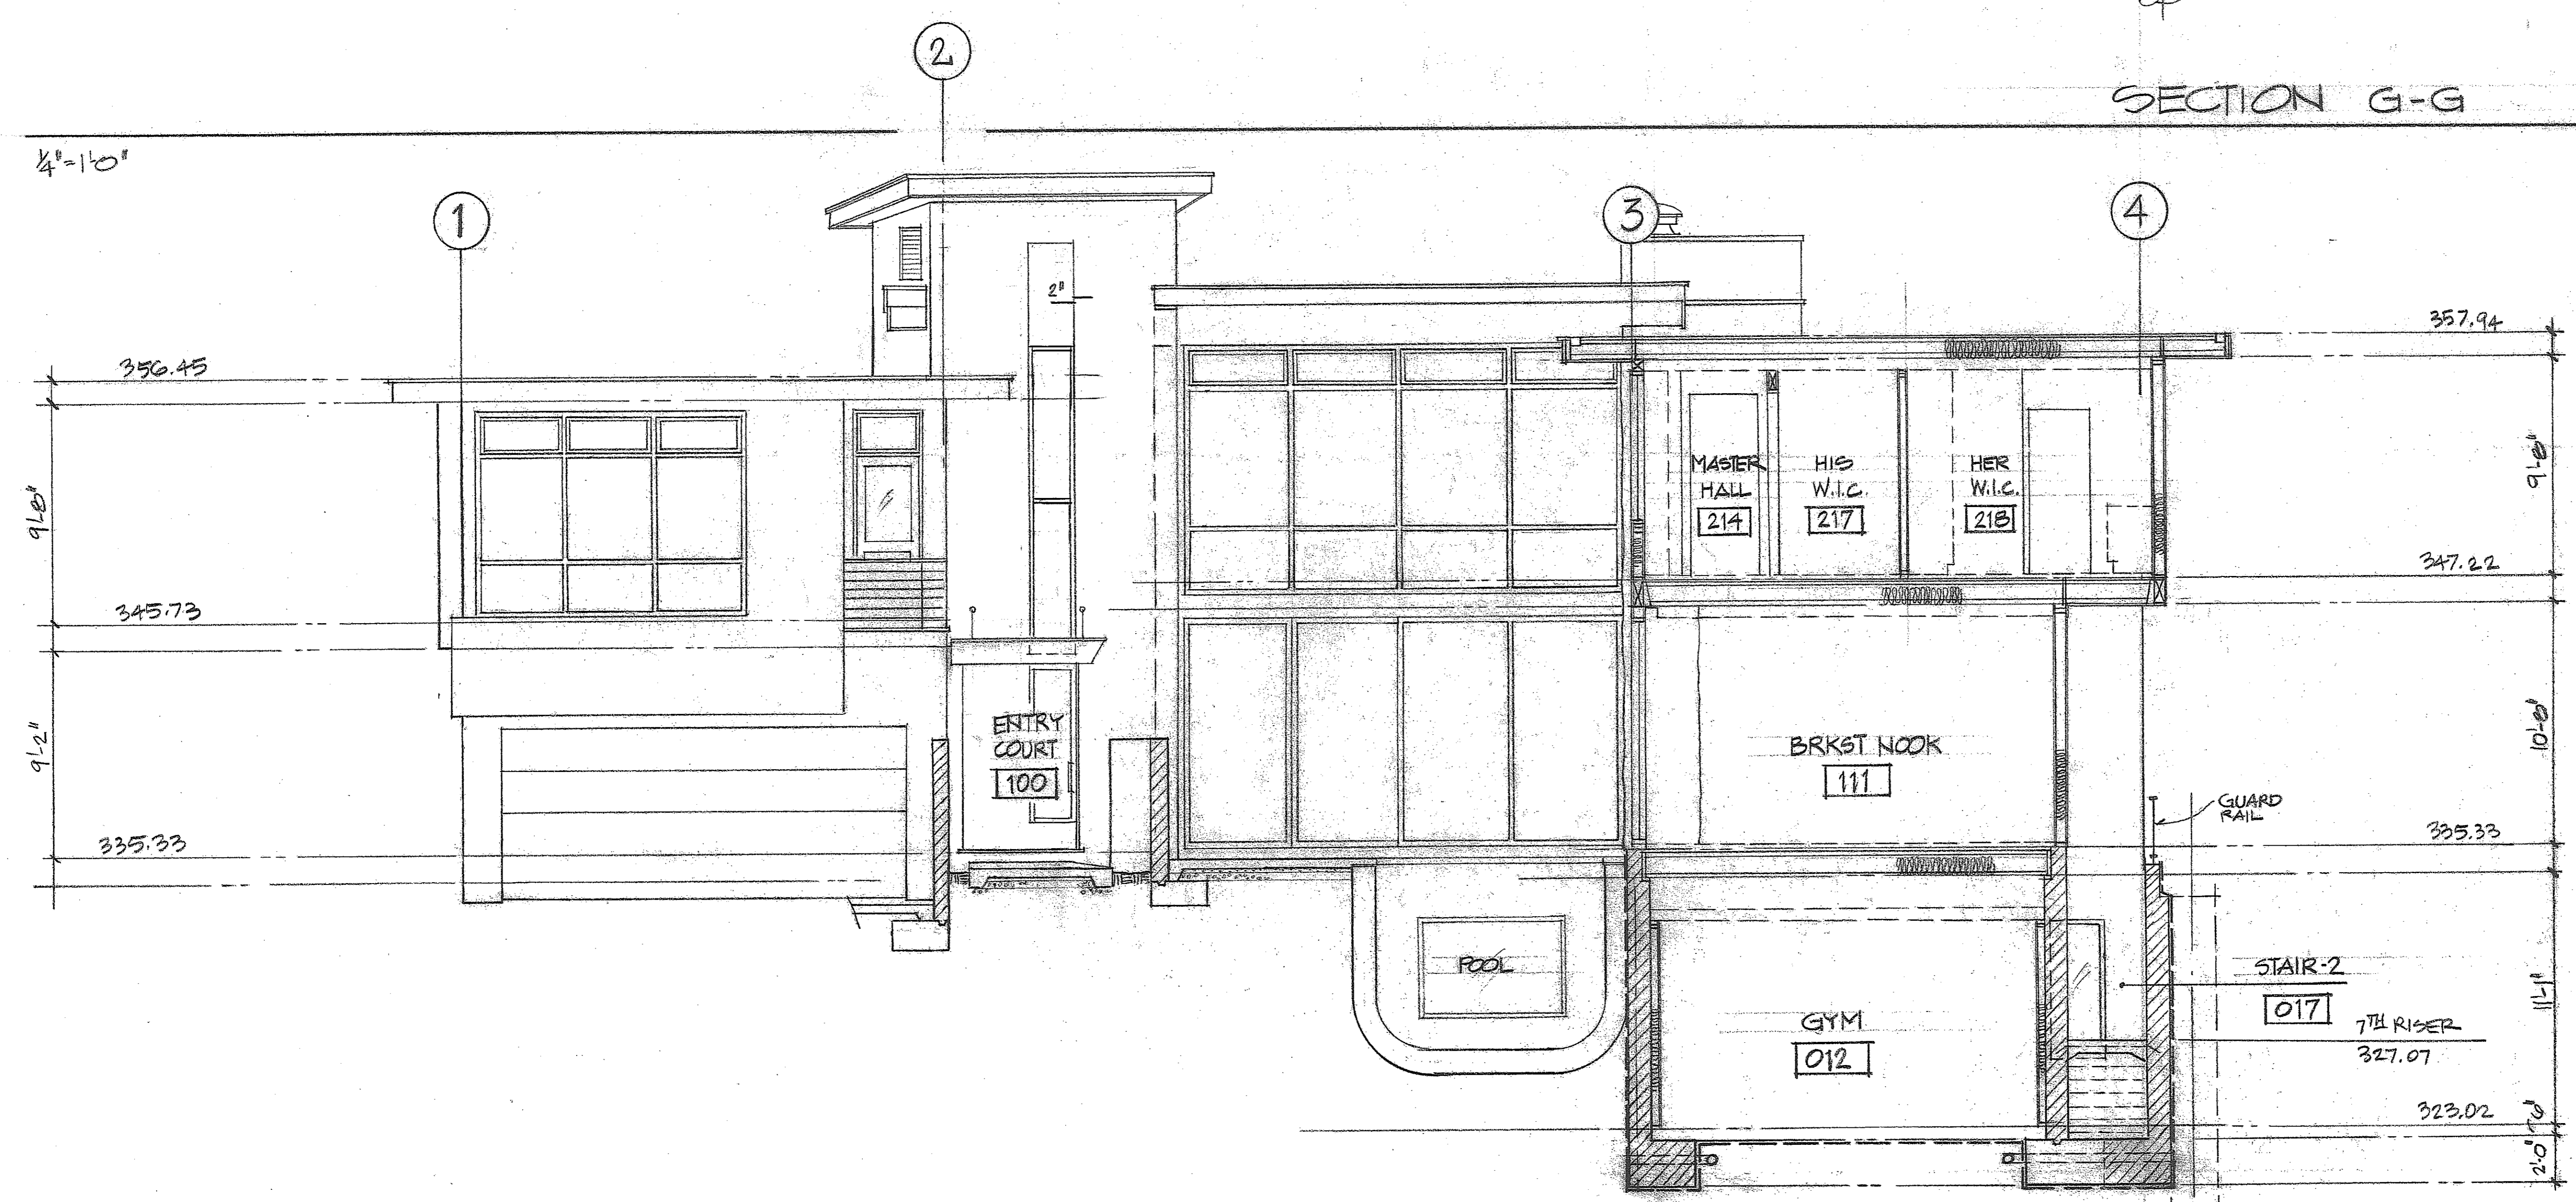 SECTION G-G
¼"=1'-0"
1
2
3
4
2"
356.45
357.94
9'-8"
9'-8"
MASTER
HALL
214
HIS
W.I.C.
217
HER
W.I.C.
218
345.73
347.22
9'-2"
10'-8"
ENTRY
COURT
100
BRKST NOOK
111
GUARD
RAIL
335.33
335.33
POOL
STAIR-2
017
11'-1"
GYM
012
7TH RISER
327.07
323.02
2'-0"